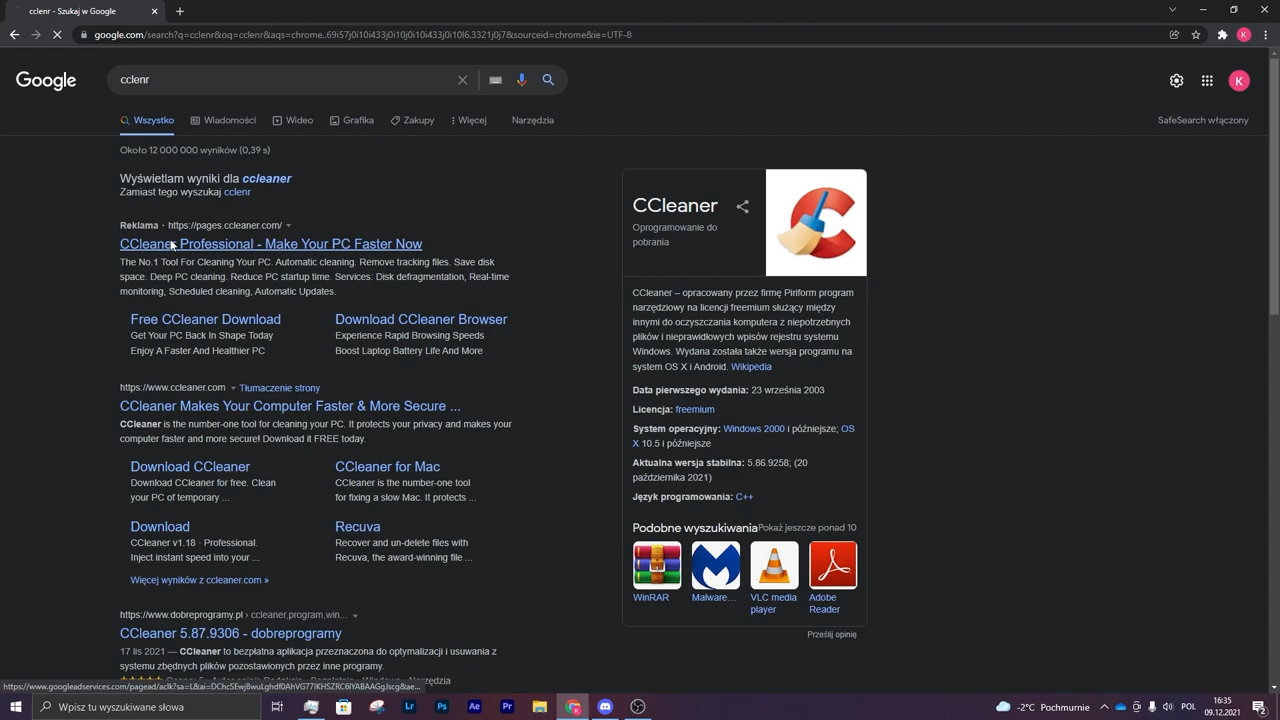 cclenr - Szukaj w Google
google.com/search?q=cclenr&oq=cclenr&aqs=chrome..69i57j0i10i433j0i10j0i10i433j0i10l6.3321j0j7&sourceid=chrome&ie=UTF-8
K
Google
cclenr
K
Wszystko
Wiadomości
Wideo
Grafika
Zakupy
Więcej
Narzędzia
SafeSearch włączony
Około 12 000 000 wyników (0,39 s)
Wyświetlam wyniki dla ccleaner
Zamiast tego wyszukaj cclenr
Reklama · https://pages.ccleaner.com/
CCleaner Professional - Make Your PC Faster Now
The No.1 Tool For Cleaning Your PC. Automatic cleaning. Remove tracking files. Save disk
space. Deep PC cleaning. Reduce PC startup time. Services: Disk defragmentation, Real-time
monitoring, Scheduled cleaning, Automatic Updates.
Free CCleaner Download
Get Your PC Back In Shape Today
Enjoy A Faster And Healthier PC
Download CCleaner Browser
Experience Rapid Browsing Speeds
Boost Laptop Battery Life And More
https://www.ccleaner.com
Tłumaczenie strony
CCleaner Makes Your Computer Faster & More Secure ...
CCleaner is the number-one tool for cleaning your PC. It protects your privacy and makes your
computer faster and more secure! Download it FREE today.
Download CCleaner
Download CCleaner for free. Clean
your PC of temporary ...
CCleaner for Mac
CCleaner is the number-one tool
for fixing a slow Mac. It protects ...
Download
CCleaner v1.18 · Professional.
Inject instant speed into your ...
Recuva
Recover and un-delete files with
Recuva, the award-winning file ...
Więcej wyników z ccleaner.com »
https://www.dobreprogramy.pl › ccleaner,program,win...
CCleaner 5.87.9306 - dobreprogramy
17 lis 2021 — CCleaner to bezpłatna aplikacja przeznaczona do optymalizacji i usuwania z
systemu zbędnych plików pozostawionych przez inne programy.
CCleaner
Oprogramowanie do
pobrania
CCleaner – opracowany przez firmę Piriform program
narzędziowy na licencji freemium służący między
innymi do oczyszczania komputera z niepotrzebnych
plików i nieprawidłowych wpisów rejestru systemu
Windows. Wydana została także wersja programu na
system OS X i Android. Wikipedia
Data pierwszego wydania: 23 września 2003
Licencja: freemium
System operacyjny: Windows 2000 i późniejsze; OS
X 10.5 i późniejsze
Aktualna wersja stabilna: 5.86.9258; (20
października 2021)
Język programowania: C++
Podobne wyszukiwania
Pokaż jeszcze ponad 10
WinRAR
Malware...
VLC media
player
Adobe
Reader
Prześlij opinię
Wpisz tu wyszukiwane słowa
Lr
Ps
Ae
Pr
-2°C Pochmurnie
POL
16:35
09.12.2021
2